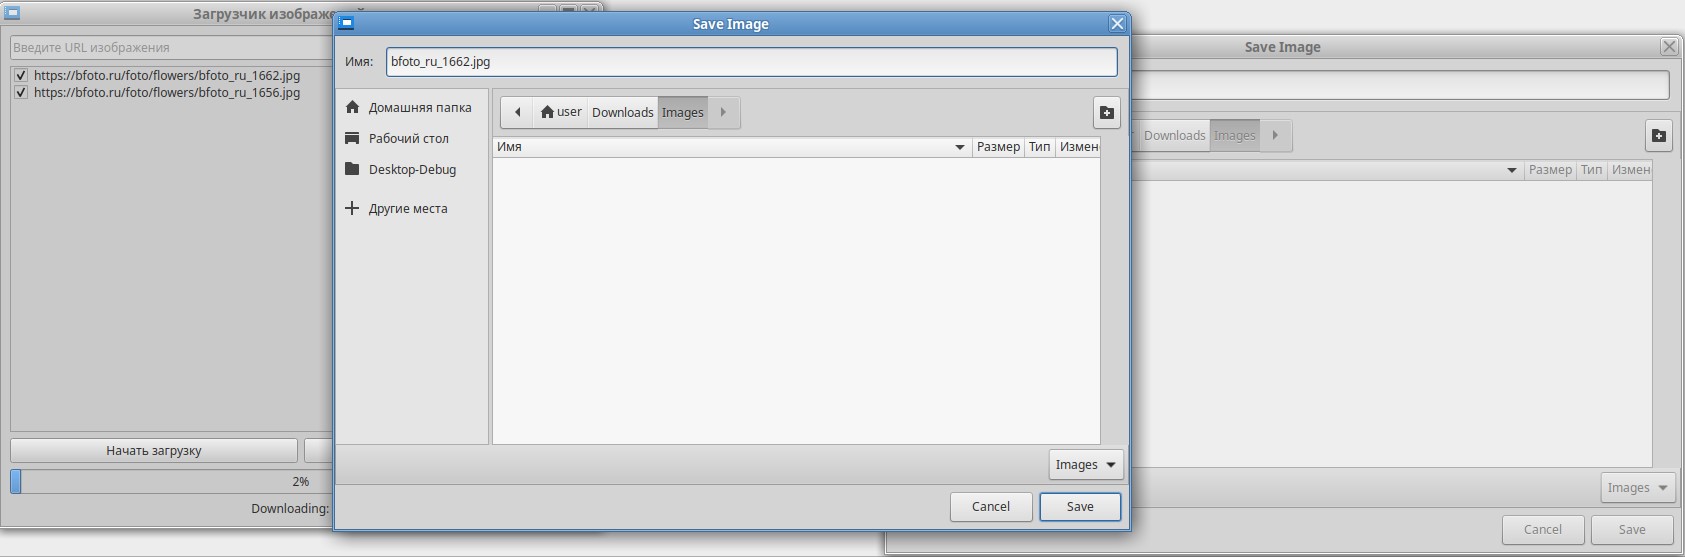 Загрузчик изображе
Введите URL изображения
https://bfoto.ru/foto/flowers/bfoto_ru_1662.jpg
https://bfoto.ru/foto/flowers/bfoto_ru_1656.jpg
Начать загрузку
2%
Downloading:
Save Image
Имя: bfoto_ru_1662.jpg
Домашняя папка
Рабочий стол
Desktop-Debug
Другие места
user Downloads Images
Имя Размер Тип Измен
Images
Cancel Save
Save Image
Downloads Images
Размер Тип Измен
Images
Cancel Save